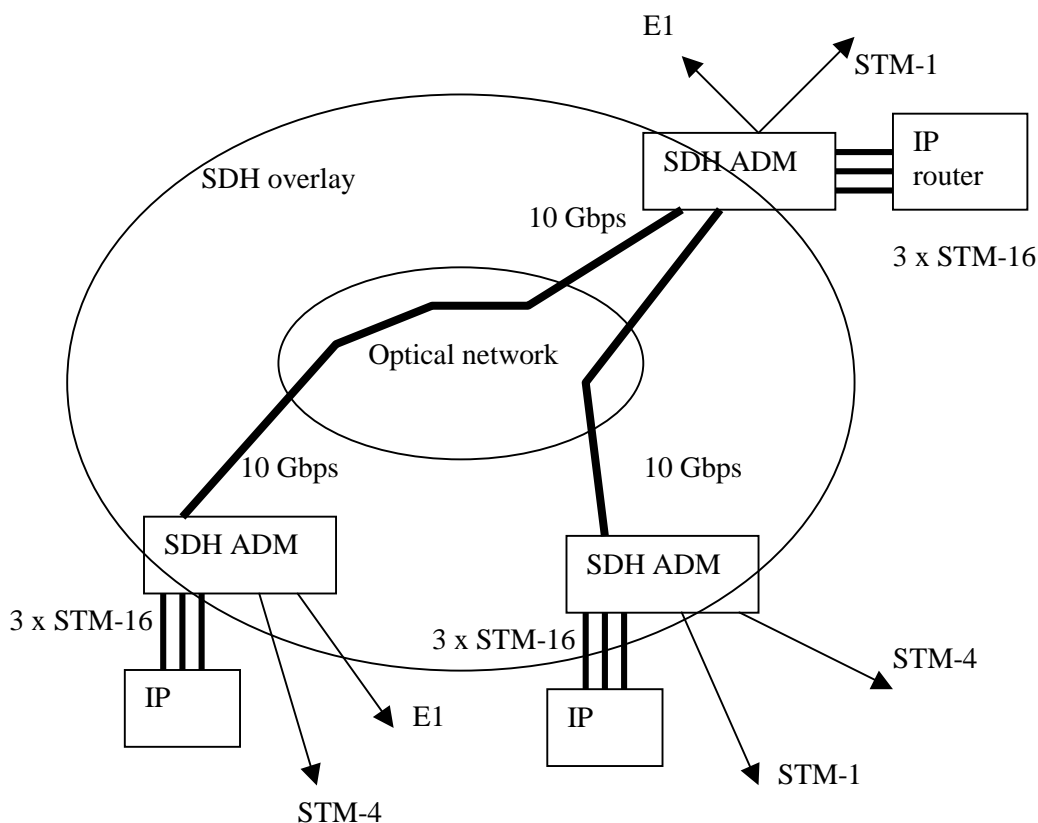 E1
STM-1
SDH ADM
IP
router
SDH overlay
10 Gbps
3 x STM-16
Optical network
10 Gbps
10 Gbps
SDH ADM
SDH ADM
3 x STM-16
3 x STM-16
STM-4
IP
E1
IP
STM-1
STM-4